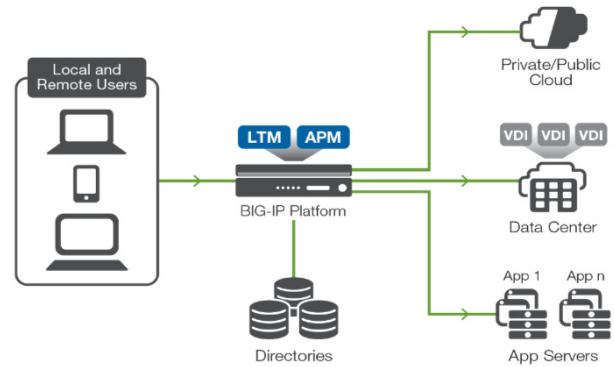 Local and
Remote Users
LTM APM
BIG-IP Platform
Directories
Private/Public
Cloud
VDI VDI VDI
Data Center
App 1 App n
App Servers